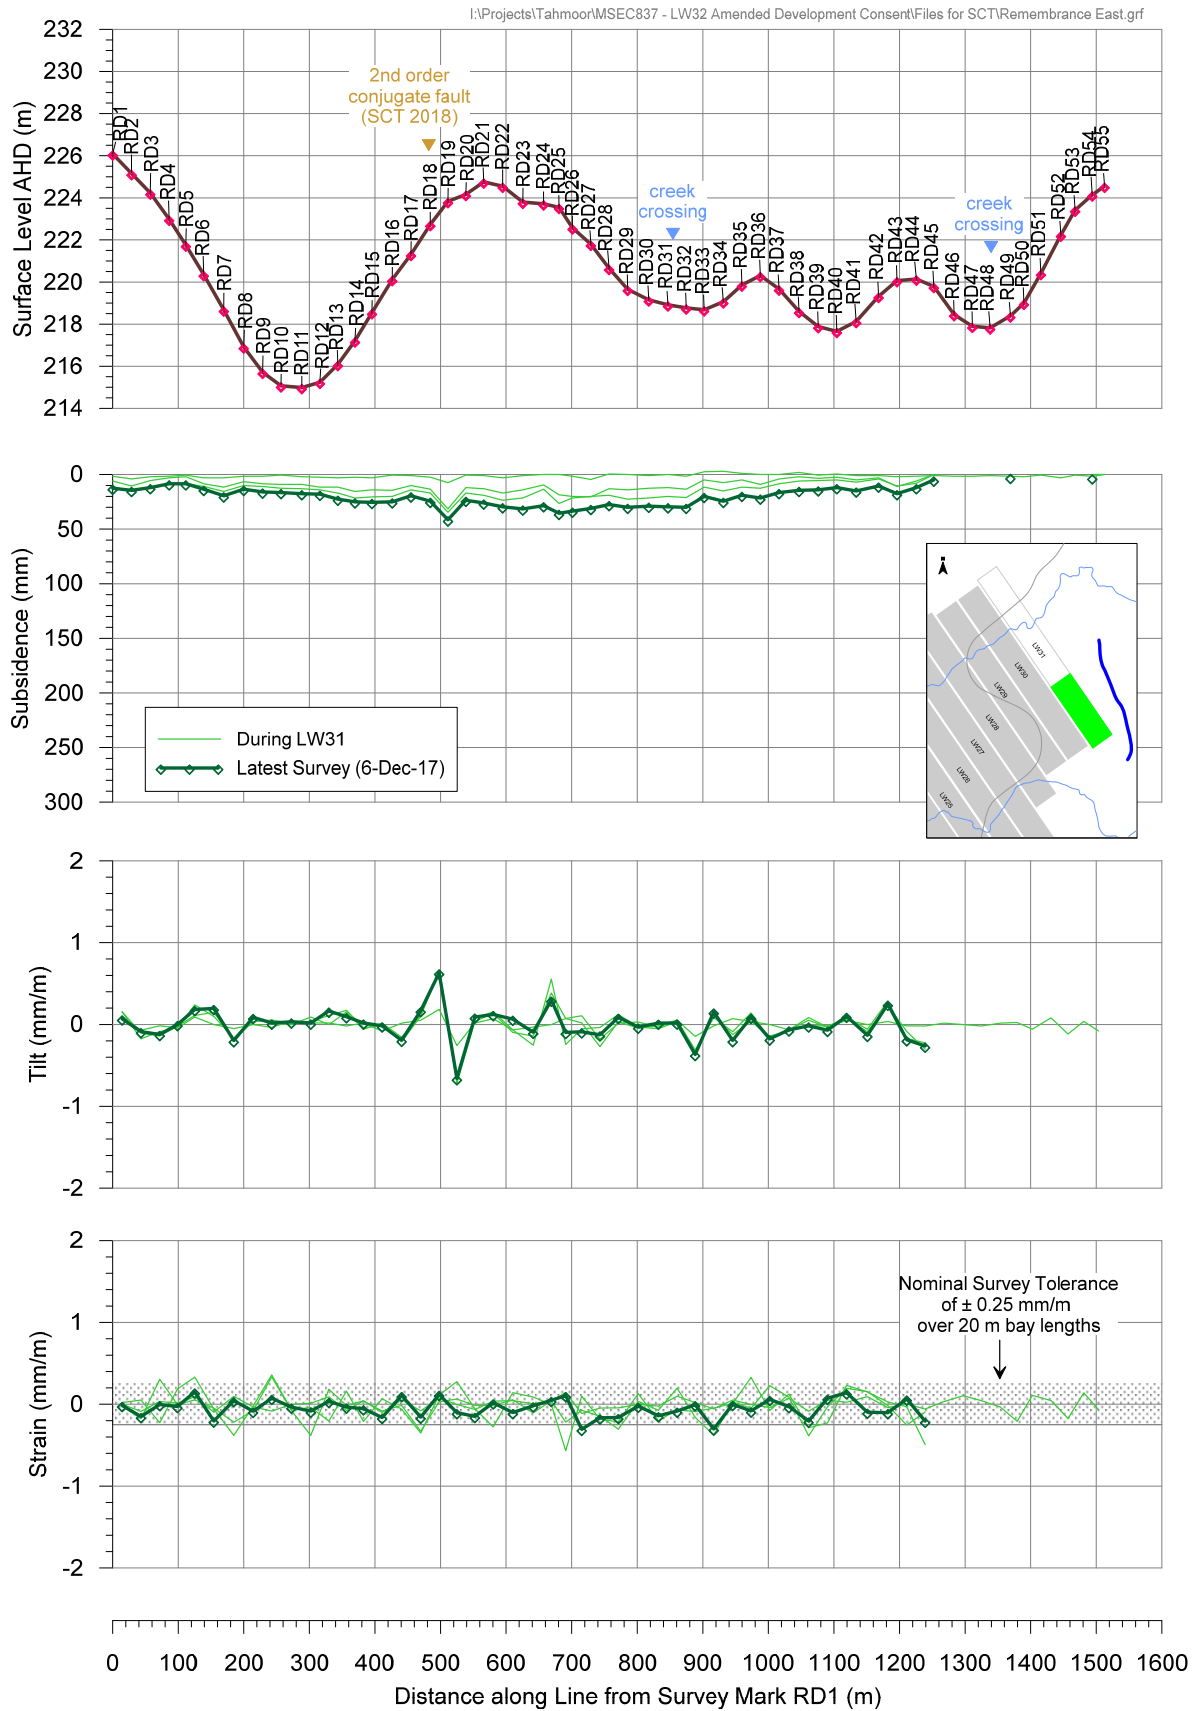 I:\Projects\Tahmoor\MSEC837 - LW32 Amended Development Consent\Files for SCT\Remembrance East.grf
232
230
228
226
224
222
220
218
216
214
Surface Level AHD (m)
2nd order
conjugate fault
(SCT 2018)
creek
crossing
creek
crossing
RD1
RD2
RD3
RD4
RD5
RD6
RD7
RD8
RD9
RD10
RD11
RD12
RD13
RD14
RD15
RD16
RD17
RD18
RD19
RD20
RD21
RD22
RD23
RD24
RD25
RD26
RD27
RD28
RD29
RD30
RD31
RD32
RD33
RD34
RD35
RD36
RD37
RD38
RD39
RD40
RD41
RD42
RD43
RD44
RD45
RD46
RD47
RD48
RD49
RD50
RD51
RD52
RD53
RD54
RD55
0
50
100
150
200
250
300
Subsidence (mm)
During LW31
Latest Survey (6-Dec-17)
LW31
LW30
LW29
LW28
LW27
LW26
LW25
2
1
0
-1
-2
Tilt (mm/m)
2
1
0
-1
-2
Strain (mm/m)
Nominal Survey Tolerance
of ± 0.25 mm/m
over 20 m bay lengths
0 100 200 300 400 500 600 700 800 900 1000 1100 1200 1300 1400 1500 1600
Distance along Line from Survey Mark RD1 (m)